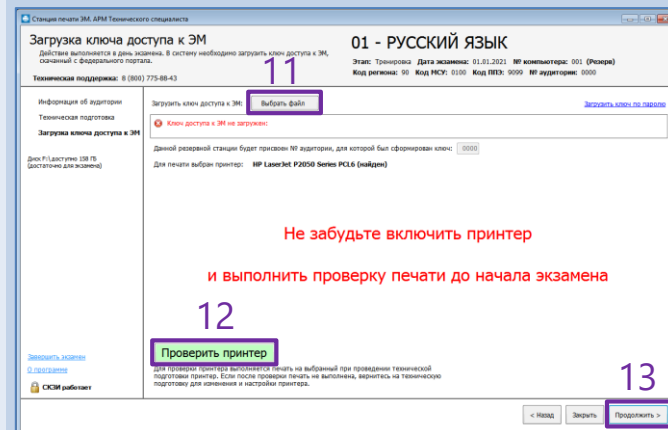 Станция печати ЭМ. АРМ Технического специалиста
Загрузка ключа доступа к ЭМ
Действие выполняется в день экзамена. В систему необходимо загрузить ключ доступа к ЭМ,
скачанный с федерального портала.
Техническая поддержка: 8 (800) 775-88-43
01 - РУССКИЙ ЯЗЫК
Этап: Тренировка Дата экзамена: 01.01.2021 № компьютера: 001 (Резерв)
Код региона: 90 Код МСУ: 0100 Код ППЭ: 9099 № аудитории: 0000
11
Информация об аудитории
Техническая подготовка
Загрузка ключа доступа к ЭМ
Диск F:\доступно 158 ГБ
(достаточно для экзамена)
Загрузить ключ доступа к ЭМ:
Выбрать файл
Загрузить ключ по паролю
Ключ доступа к ЭМ не загружен:
Данной резервной станции будет присвоен № аудитории, для которой был сформирован ключ: 0000
Для печати выбран принтер: HP LaserJet P2050 Series PCL6 (найден)
Не забудьте включить принтер
и выполнить проверку печати до начала экзамена
12
Проверить принтер
Для проверки принтера выполняется печать на выбранный при проведении технической
подготовки принтер. Если после проверки печать не выполнена, вернитесь на техническую
подготовку для изменения и настройки принтера.
Завершить экзамен
О программе
СКЗИ работает
13
< Назад
Закрыть
Продолжить >